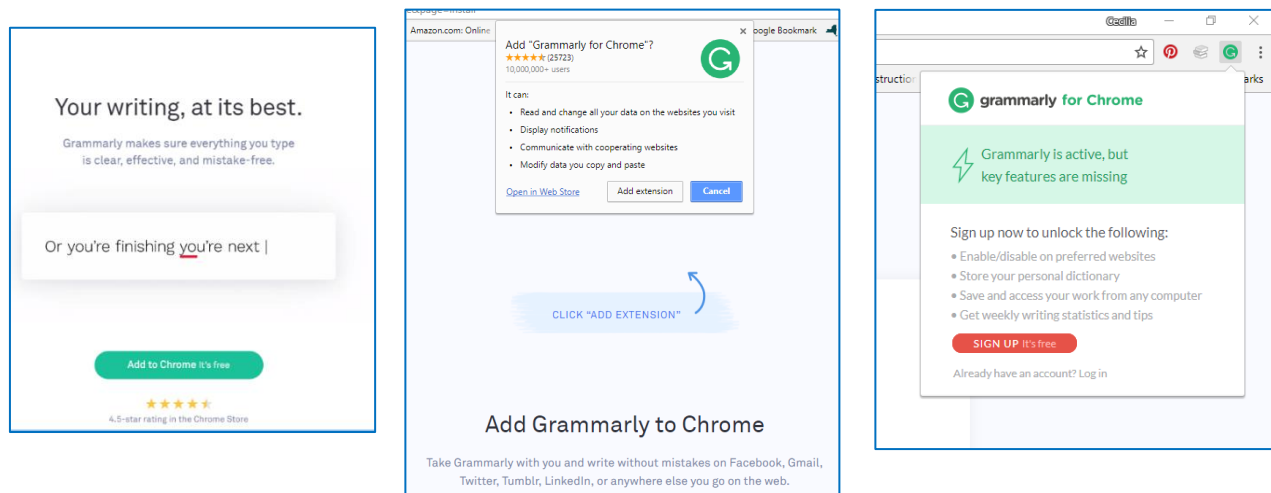 Your writing, at its best.
Grammarly makes sure everything you type
is clear, effective, and mistake-free.
Or you're finishing you're next |
Add to Chrome It's free
4.5-star rating in the Chrome Store
Amazon.com: Online
oogle Bookmark
Add "Grammarly for Chrome"?
(25723)
10,000,000+ users
It can:
• Read and change all your data on the websites you visit
• Display notifications
• Communicate with cooperating websites
• Modify data you copy and paste
Open in Web Store
Add extension
Cancel
CLICK "ADD EXTENSION"
Add Grammarly to Chrome
Take Grammarly with you and write without mistakes on Facebook, Gmail,
Twitter, Tumblr, LinkedIn, or anywhere else you go on the web.
Cecilia
struction
arks
grammarly for Chrome
Grammarly is active, but
key features are missing
Sign up now to unlock the following:
• Enable/disable on preferred websites
• Store your personal dictionary
• Save and access your work from any computer
• Get weekly writing statistics and tips
SIGN UP It's free
Already have an account? Log in